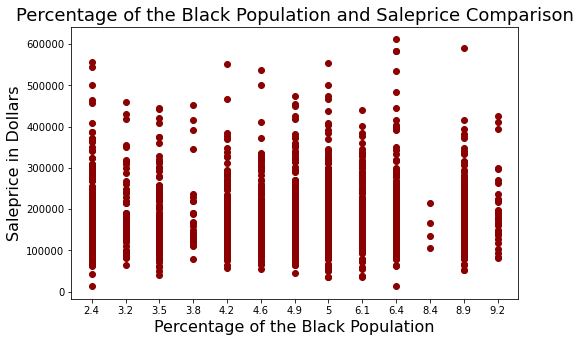 Percentage of the Black Population and Saleprice Comparison
Saleprice in Dollars
600000
500000
400000
300000
200000
100000
0
2.4 3.2 3.5 3.8 4.2 4.6 4.9 5 6.1 6.4 8.4 8.9 9.2
Percentage of the Black Population